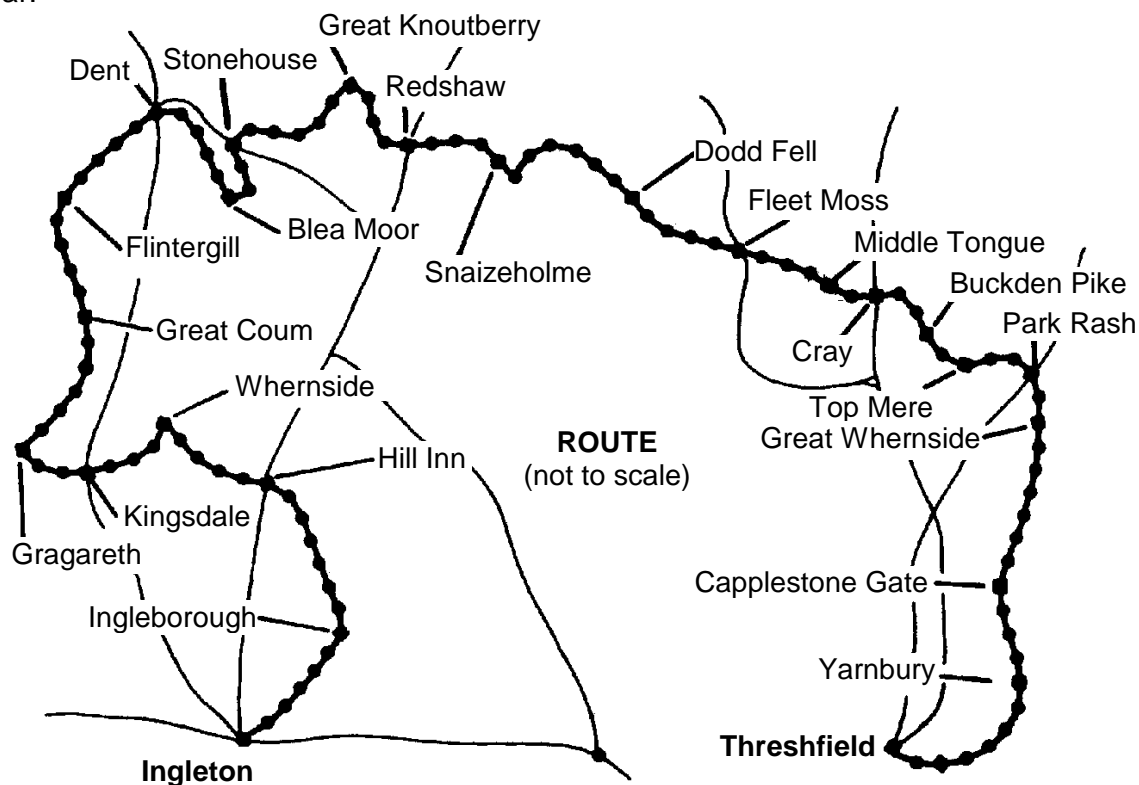 Great Knoutberry
Stonehouse
Dent
Redshaw
Dodd Fell
Fleet Moss
Flintergill
Blea Moor
Middle Tongue
Snaizeholme
Buckden Pike
Great Coum
Park Rash
Cray
Whernside
Top Mere
ROUTE
Great Whernside
Hill Inn
(not to scale)
Kingsdale
Gragareth
Capplestone Gate
Ingleborough
Yarnbury
Threshfield
Ingleton